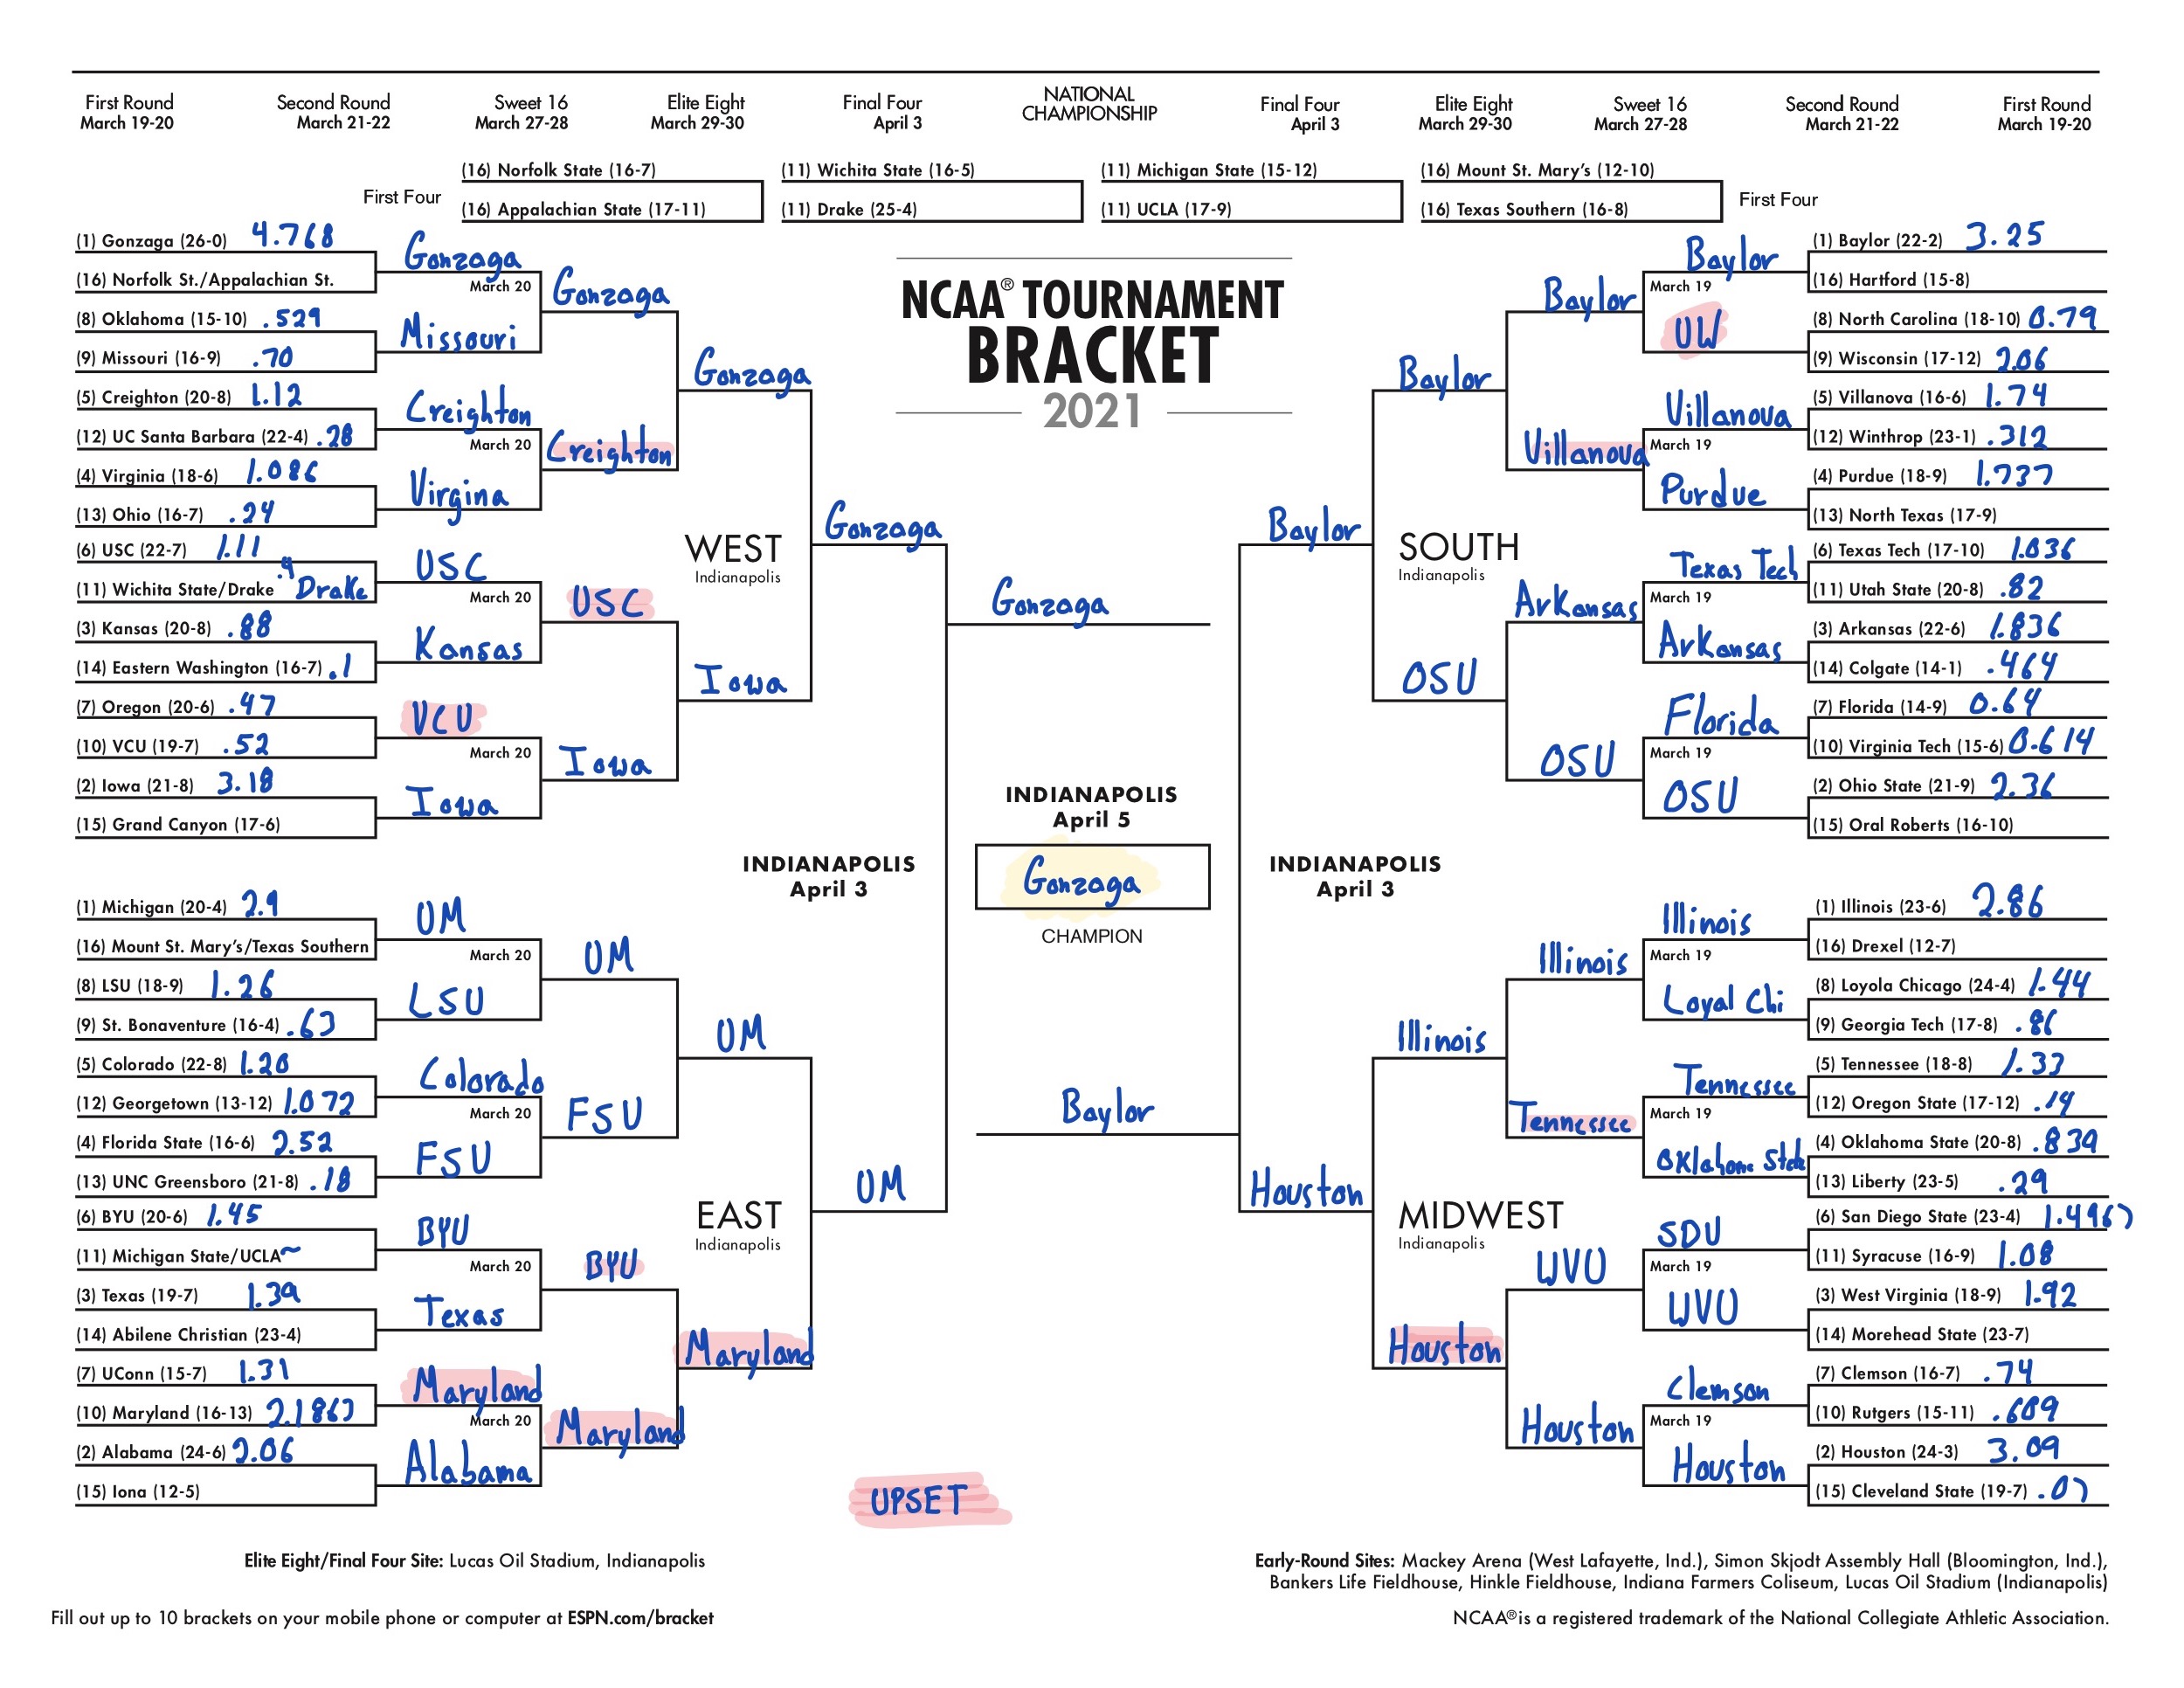 First Round
March 19-20
Second Round
March 21-22
Sweet 16
March 27-28
Elite Eight
March 29-30
Final Four
April 3
NATIONAL
CHAMPIONSHIP
Final Four
April 3
Elite Eight
March 29-30
Sweet 16
March 27-28
Second Round
March 21-22
First Round
March 19-20
First Four
(16) Norfolk State (16-7)
(16) Appalachian State (17-11)
(11) Wichita State (16-5)
(11) Drake (25-4)
(11) Michigan State (15-12)
(11) UCLA (17-9)
(16) Mount St. Mary's (12-10)
(16) Texas Southern (16-8)
First Four
NCAA® TOURNAMENT
BRACKET
2021
(1) Gonzaga (26-0) 4.768
(16) Norfolk St./Appalachian St.
(8) Oklahoma (15-10) .529
(9) Missouri (16-9) .70
(5) Creighton (20-8) 1.12
(12) UC Santa Barbara (22-4) .28
(4) Virginia (18-6) 1.086
(13) Ohio (16-7) .24
(6) USC (22-7) 1.11
(11) Wichita State/Drake .4 Drake
(3) Kansas (20-8) .88
(14) Eastern Washington (16-7) .1
(7) Oregon (20-6) .47
(10) VCU (19-7) .52
(2) Iowa (21-8) 3.18
(15) Grand Canyon (17-6)
Gonzaga
March 20
Missouri
Creighton
March 20
Virgina
USC
March 20
Kansas
VCU
March 20
Iowa
Gonzaga
Creighton
USC
Iowa
Gonzaga
Iowa
WEST
Indianapolis
Gonzaga
(1) Michigan (20-4) 2.9
(16) Mount St. Mary's/Texas Southern
(8) LSU (18-9) 1.26
(9) St. Bonaventure (16-4) .63
(5) Colorado (22-8) 1.20
(12) Georgetown (13-12) 1.072
(4) Florida State (16-6) 2.52
(13) UNC Greensboro (21-8) .18
(6) BYU (20-6) 1.45
(11) Michigan State/UCLA ~
(3) Texas (19-7) 1.39
(14) Abilene Christian (23-4)
(7) UConn (15-7) 1.31
(10) Maryland (16-13) 2.1867
(2) Alabama (24-6) 2.06
(15) Iona (12-5)
UM
March 20
LSU
Colorado
March 20
FSU
BYU
March 20
Texas
Maryland
March 20
Alabama
UM
FSU
BYU
Maryland
UM
Maryland
EAST
Indianapolis
UM
INDIANAPOLIS
April 3
Gonzaga
INDIANAPOLIS
April 5
Gonzaga
CHAMPION
Baylor
UPSET
INDIANAPOLIS
April 3
Baylor
SOUTH
Indianapolis
Baylor
OSU
Baylor
Villanova
Arkansas
OSU
Baylor
March 19
UW
Villanova
March 19
Purdue
Texas Tech
March 19
Arkansas
Florida
March 19
OSU
(1) Baylor (22-2) 3.25
(16) Hartford (15-8)
(8) North Carolina (18-10) 0.79
(9) Wisconsin (17-12) 2.06
(5) Villanova (16-6) 1.74
(12) Winthrop (23-1) .312
(4) Purdue (18-9) 1.737
(13) North Texas (17-9)
(6) Texas Tech (17-10) 1.836
(11) Utah State (20-8) .82
(3) Arkansas (22-6) 1.836
(14) Colgate (14-1) .464
(7) Florida (14-9) 0.64
(10) Virginia Tech (15-6) 0.614
(2) Ohio State (21-9) 2.36
(15) Oral Roberts (16-10)
Houston
MIDWEST
Indianapolis
Illinois
Houston
Illinois
Tennessee
WVU
Houston
Illinois
March 19
Loyal Chi
Tennessee
March 19
Oklahoma State
SDU
March 19
WVU
Clemson
March 19
Houston
(1) Illinois (23-6) 2.86
(16) Drexel (12-7)
(8) Loyola Chicago (24-4) 1.44
(9) Georgia Tech (17-8) .86
(5) Tennessee (18-8) 1.33
(12) Oregon State (17-12) .14
(4) Oklahoma State (20-8) .839
(13) Liberty (23-5) .29
(6) San Diego State (23-4) 1.4967
(11) Syracuse (16-9) 1.08
(3) West Virginia (18-9) 1.92
(14) Morehead State (23-7)
(7) Clemson (16-7) .74
(10) Rutgers (15-11) .689
(2) Houston (24-3) 3.09
(15) Cleveland State (19-7) .07
Elite Eight/Final Four Site: Lucas Oil Stadium, Indianapolis
Early-Round Sites: Mackey Arena (West Lafayette, Ind.), Simon Skjodt Assembly Hall (Bloomington, Ind.),
Bankers Life Fieldhouse, Hinkle Fieldhouse, Indiana Farmers Coliseum, Lucas Oil Stadium (Indianapolis)
Fill out up to 10 brackets on your mobile phone or computer at ESPN.com/bracket
NCAA® is a registered trademark of the National Collegiate Athletic Association.